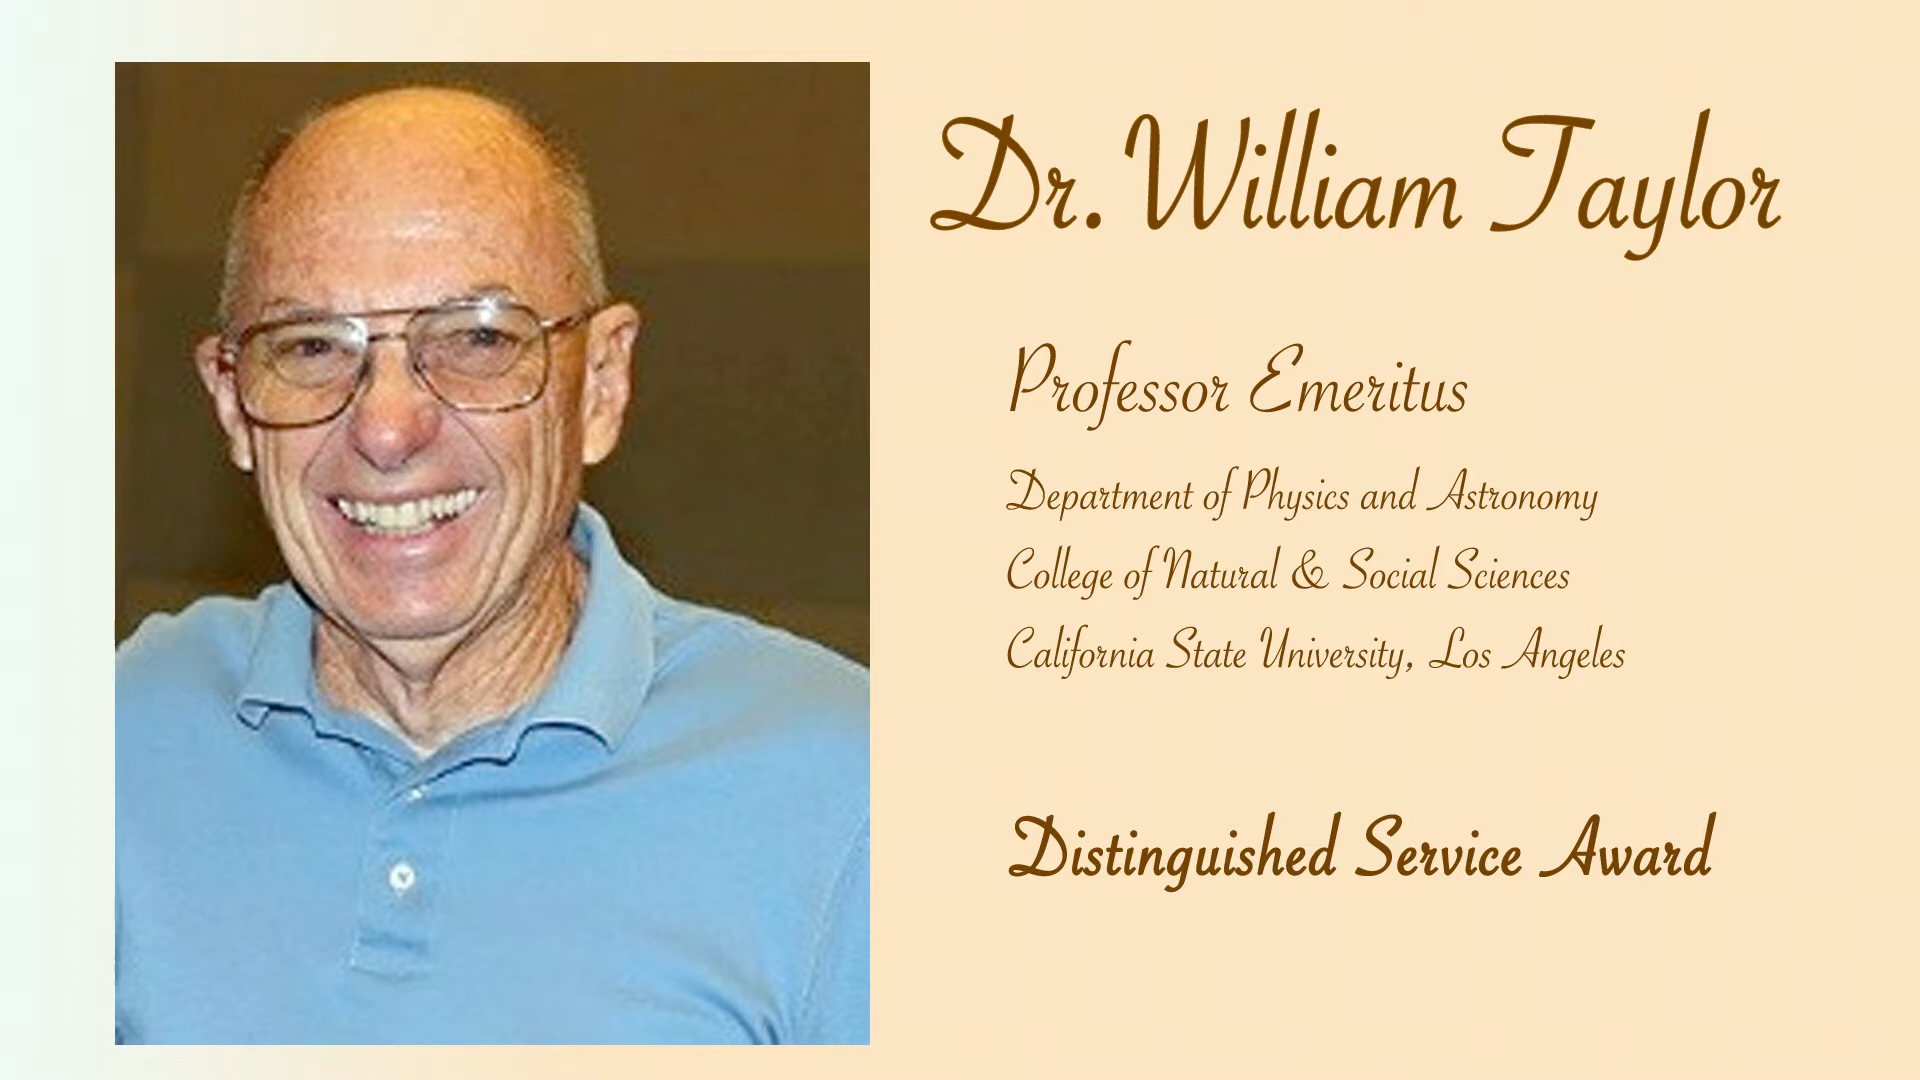 Dr. William Taylor
Professor Emeritus
Department of Physics and Astronomy
College of Natural & Social Sciences
California State University, Los Angeles
Distinguished Service Award